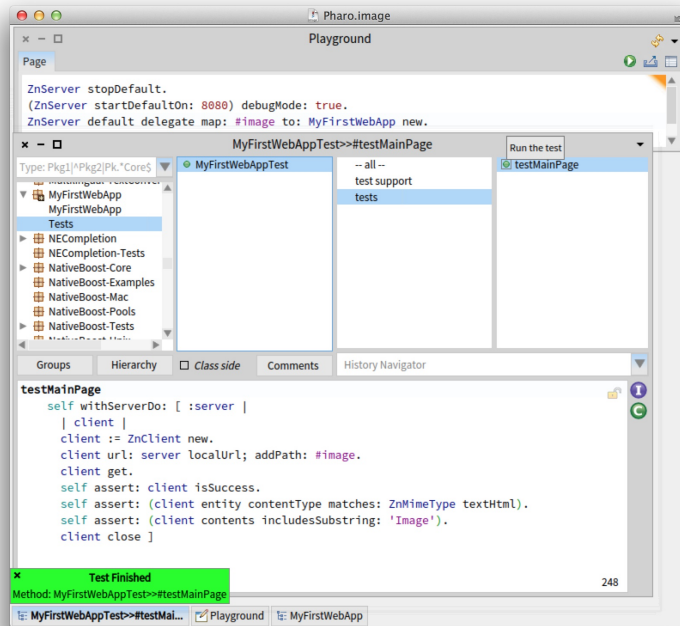 Pharo.image
Playground
Page
ZnServer stopDefault.
(ZnServer startDefaultOn: 8080) debugMode: true.
ZnServer default delegate map: #image to: MyFirstWebApp new.
MyFirstWebAppTest>>#testMainPage
Run the test
Type: Pkg1|^Pkg2|Pk.*Core$
MyFirstWebApp
MyFirstWebApp
Tests
NECompletion
NECompletion-Tests
NativeBoost-Core
NativeBoost-Examples
NativeBoost-Mac
NativeBoost-Pools
NativeBoost-Tests
MyFirstWebAppTest
-- all --
test support
tests
testMainPage
Groups
Hierarchy
Class side
Comments
History Navigator
testMainPage
self withServerDo: [ :server |
| client |
client := ZnClient new.
client url: server localUrl; addPath: #image.
client get.
self assert: client isSuccess.
self assert: (client entity contentType matches: ZnMimeType textHtml).
self assert: (client contents includesSubstring: 'Image').
client close ]
I
C
248
Test Finished
Method: MyFirstWebAppTest>>#testMainPage
MyFirstWebAppTest>>#testMai...
Playground
MyFirstWebApp